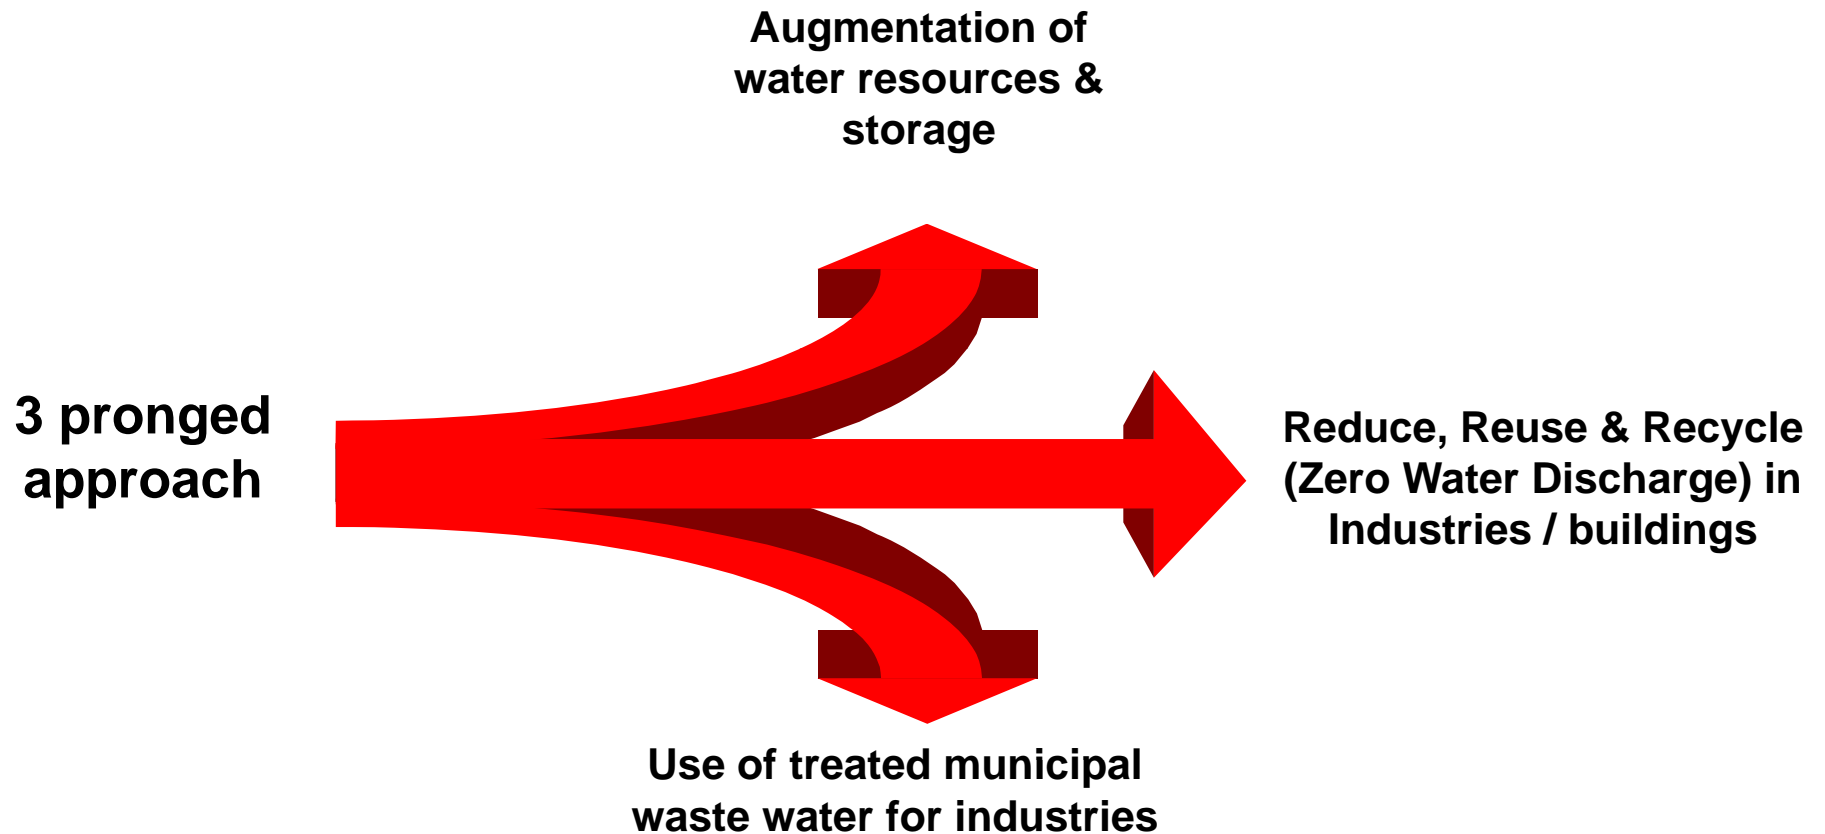 Augmentation of
water resources &
storage
3 pronged
approach
Reduce, Reuse & Recycle
(Zero Water Discharge) in
Industries / buildings
Use of treated municipal
waste water for industries